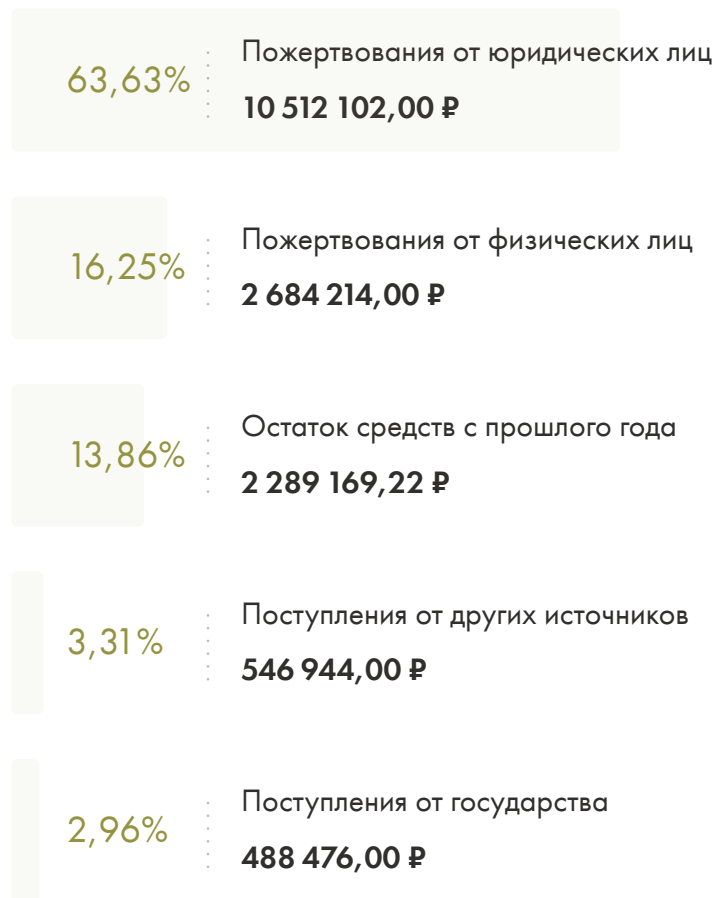 63,63%
Пожертвования от юридических лиц
10 512 102,00 ₽
16,25%
Пожертвования от физических лиц
2 684 214,00 ₽
13,86%
Остаток средств с прошлого года
2 289 169,22 ₽
3,31%
Поступления от других источников
546 944,00 ₽
2,96%
Поступления от государства
488 476,00 ₽